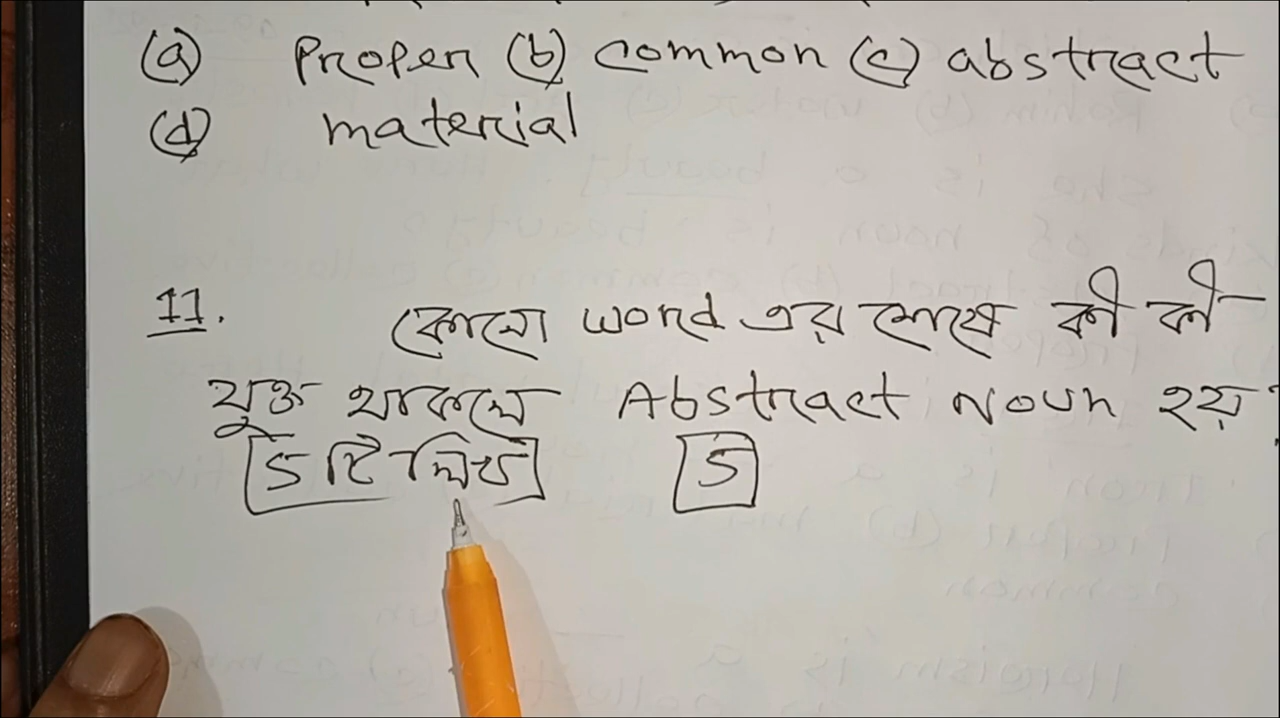 (a) Proper (b) common (c) abstract
(d) material
11. কোনো word এর শেষে কী কী
যুক্ত থাকলে Abstract Noun হয়?
5 টি লিখ 5